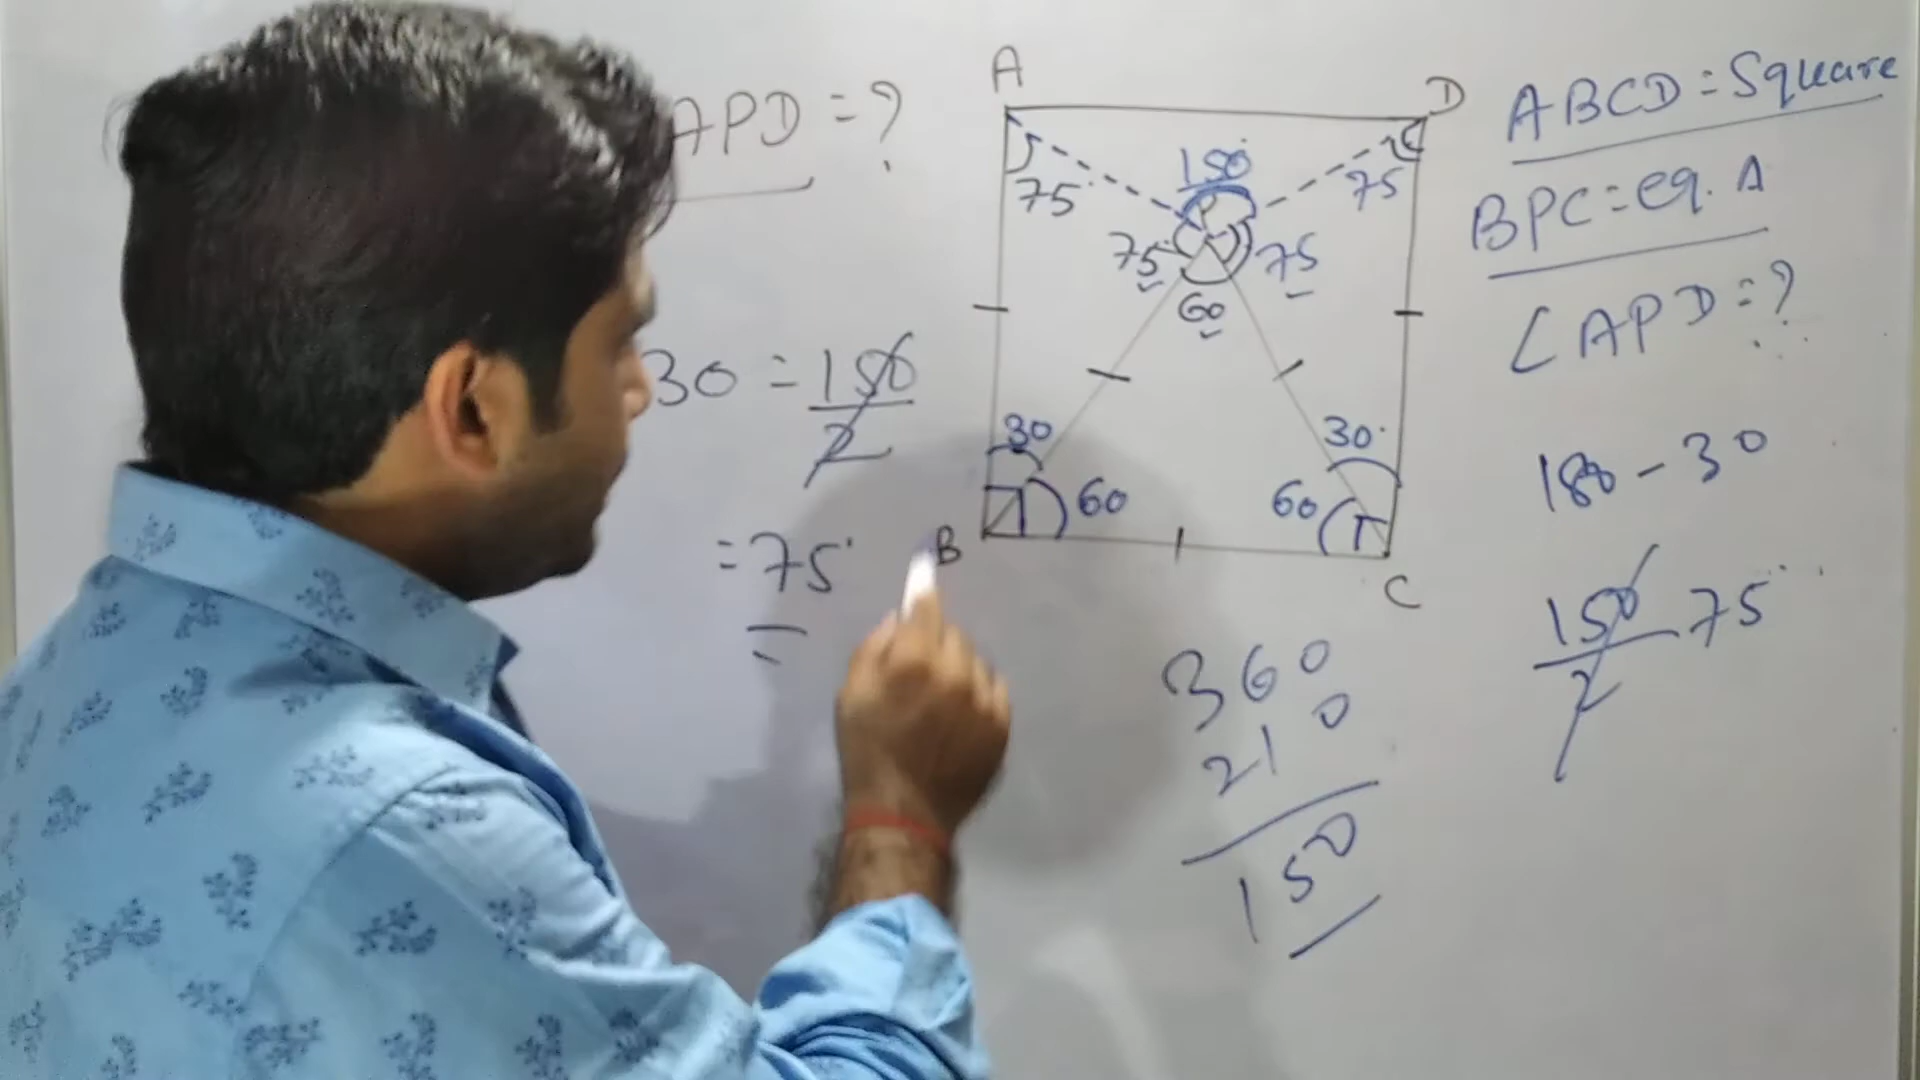 APD = ?
30 = 150
2
= 75°
A
D
150°
75°
75
P
75°
75
60
30
30°
60
60
B
C
360
210
150
ABCD = Square
BPC = eq. Δ
∠APD = ?
180 - 30
150 75°
2